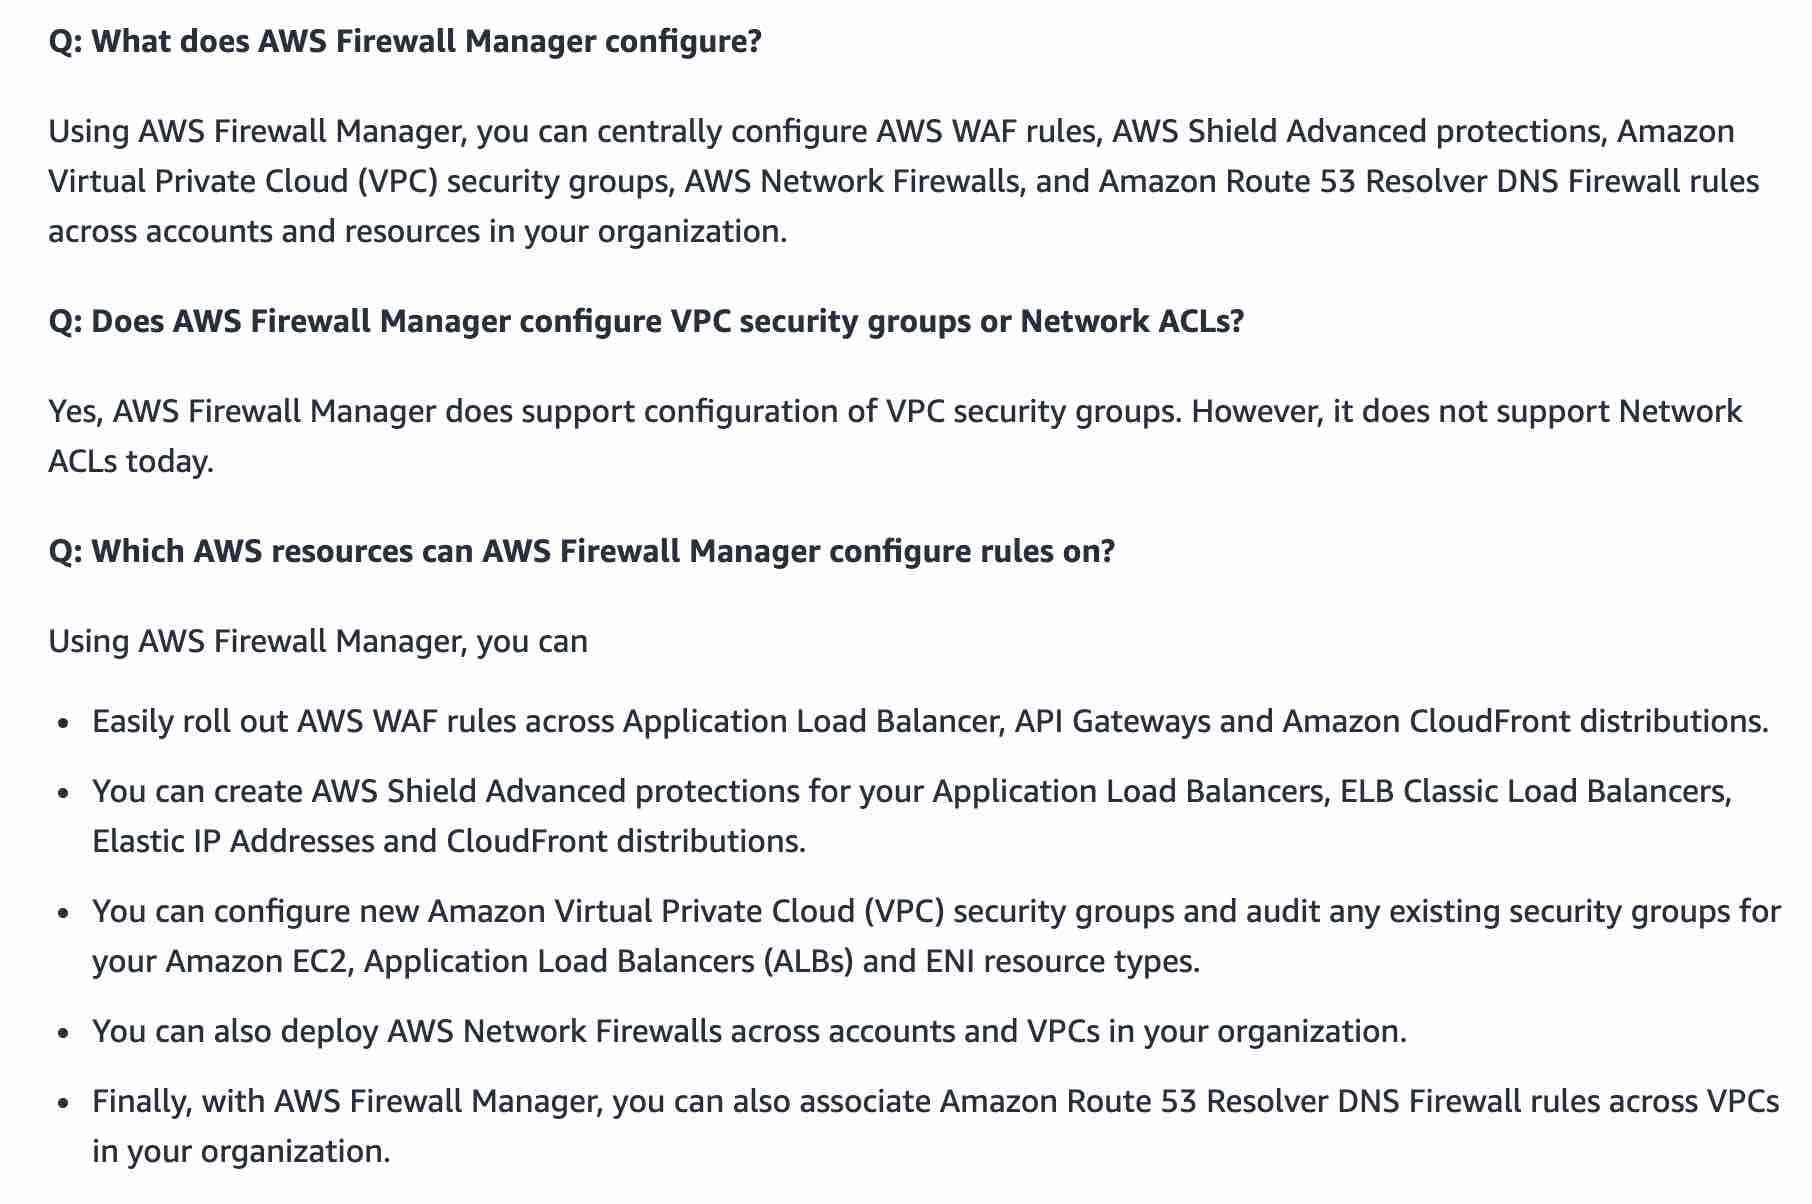 Q: What does AWS Firewall Manager configure?
Using AWS Firewall Manager, you can centrally configure AWS WAF rules, AWS Shield Advanced protections, Amazon
Virtual Private Cloud (VPC) security groups, AWS Network Firewalls, and Amazon Route 53 Resolver DNS Firewall rules
across accounts and resources in your organization.
Q: Does AWS Firewall Manager configure VPC security groups or Network ACLs?
Yes, AWS Firewall Manager does support configuration of VPC security groups. However, it does not support Network
ACLs today.
Q: Which AWS resources can AWS Firewall Manager configure rules on?
Using AWS Firewall Manager, you can
• Easily roll out AWS WAF rules across Application Load Balancer, API Gateways and Amazon CloudFront distributions.
• You can create AWS Shield Advanced protections for your Application Load Balancers, ELB Classic Load Balancers,
Elastic IP Addresses and CloudFront distributions.
• You can configure new Amazon Virtual Private Cloud (VPC) security groups and audit any existing security groups for
your Amazon EC2, Application Load Balancers (ALBs) and ENI resource types.
• You can also deploy AWS Network Firewalls across accounts and VPCs in your organization.
• Finally, with AWS Firewall Manager, you can also associate Amazon Route 53 Resolver DNS Firewall rules across VPCs
in your organization.